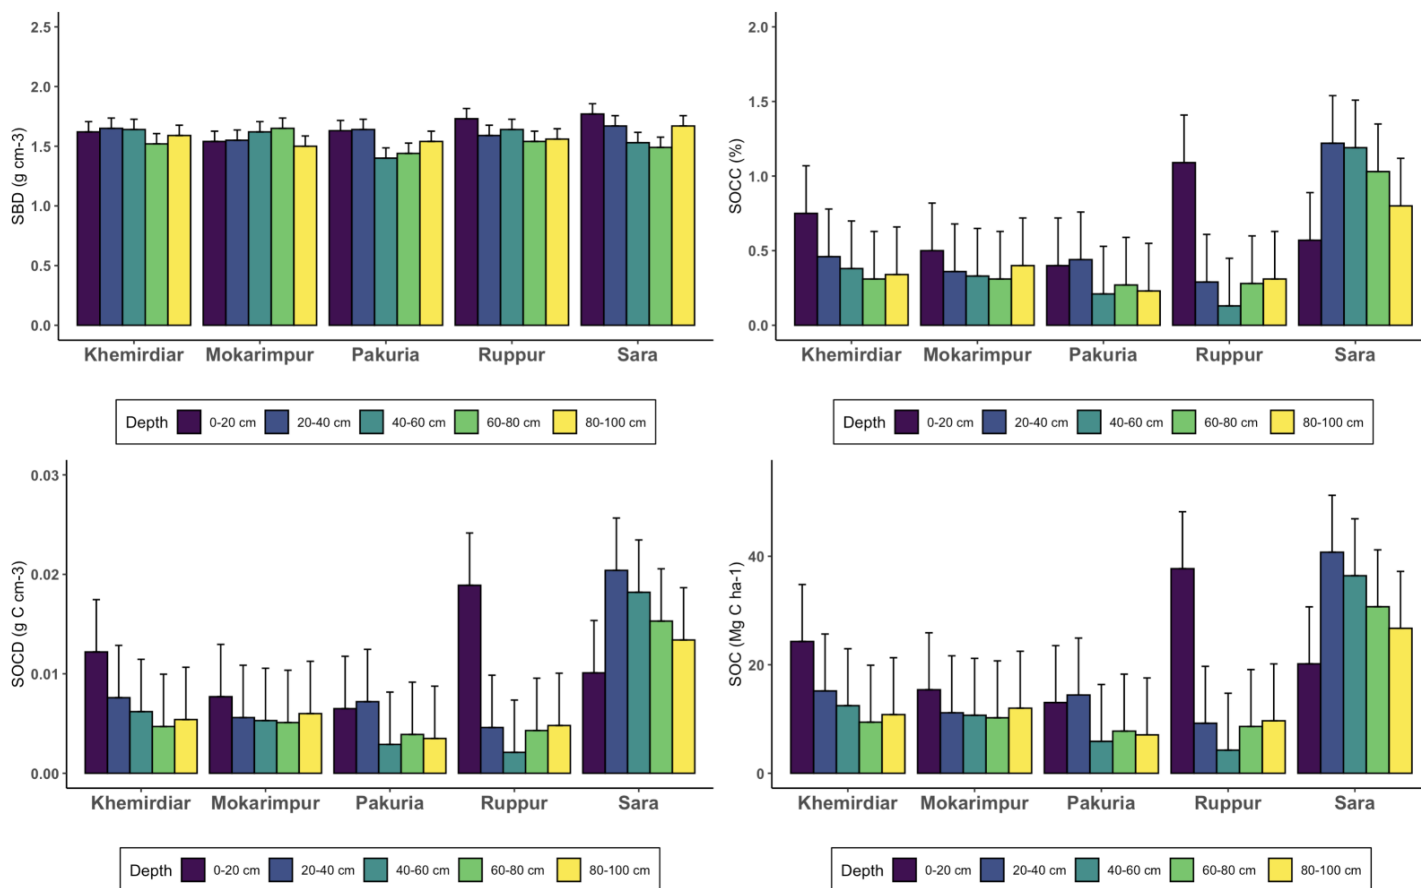 SBD (g cm-3)
2.5
2.0
1.5
1.0
0.5
0.0
Khemirdiar Mokarimpur Pakuria Ruppur Sara
Depth 0-20 cm 20-40 cm 40-60 cm 60-80 cm 80-100 cm
SOCC (%)
2.0
1.5
1.0
0.5
0.0
Khemirdiar Mokarimpur Pakuria Ruppur Sara
Depth 0-20 cm 20-40 cm 40-60 cm 60-80 cm 80-100 cm
SOCD (g C cm-3)
0.03
0.02
0.01
0.00
Khemirdiar Mokarimpur Pakuria Ruppur Sara
Depth 0-20 cm 20-40 cm 40-60 cm 60-80 cm 80-100 cm
SOC (Mg C ha-1)
40
20
0
Khemirdiar Mokarimpur Pakuria Ruppur Sara
Depth 0-20 cm 20-40 cm 40-60 cm 60-80 cm 80-100 cm